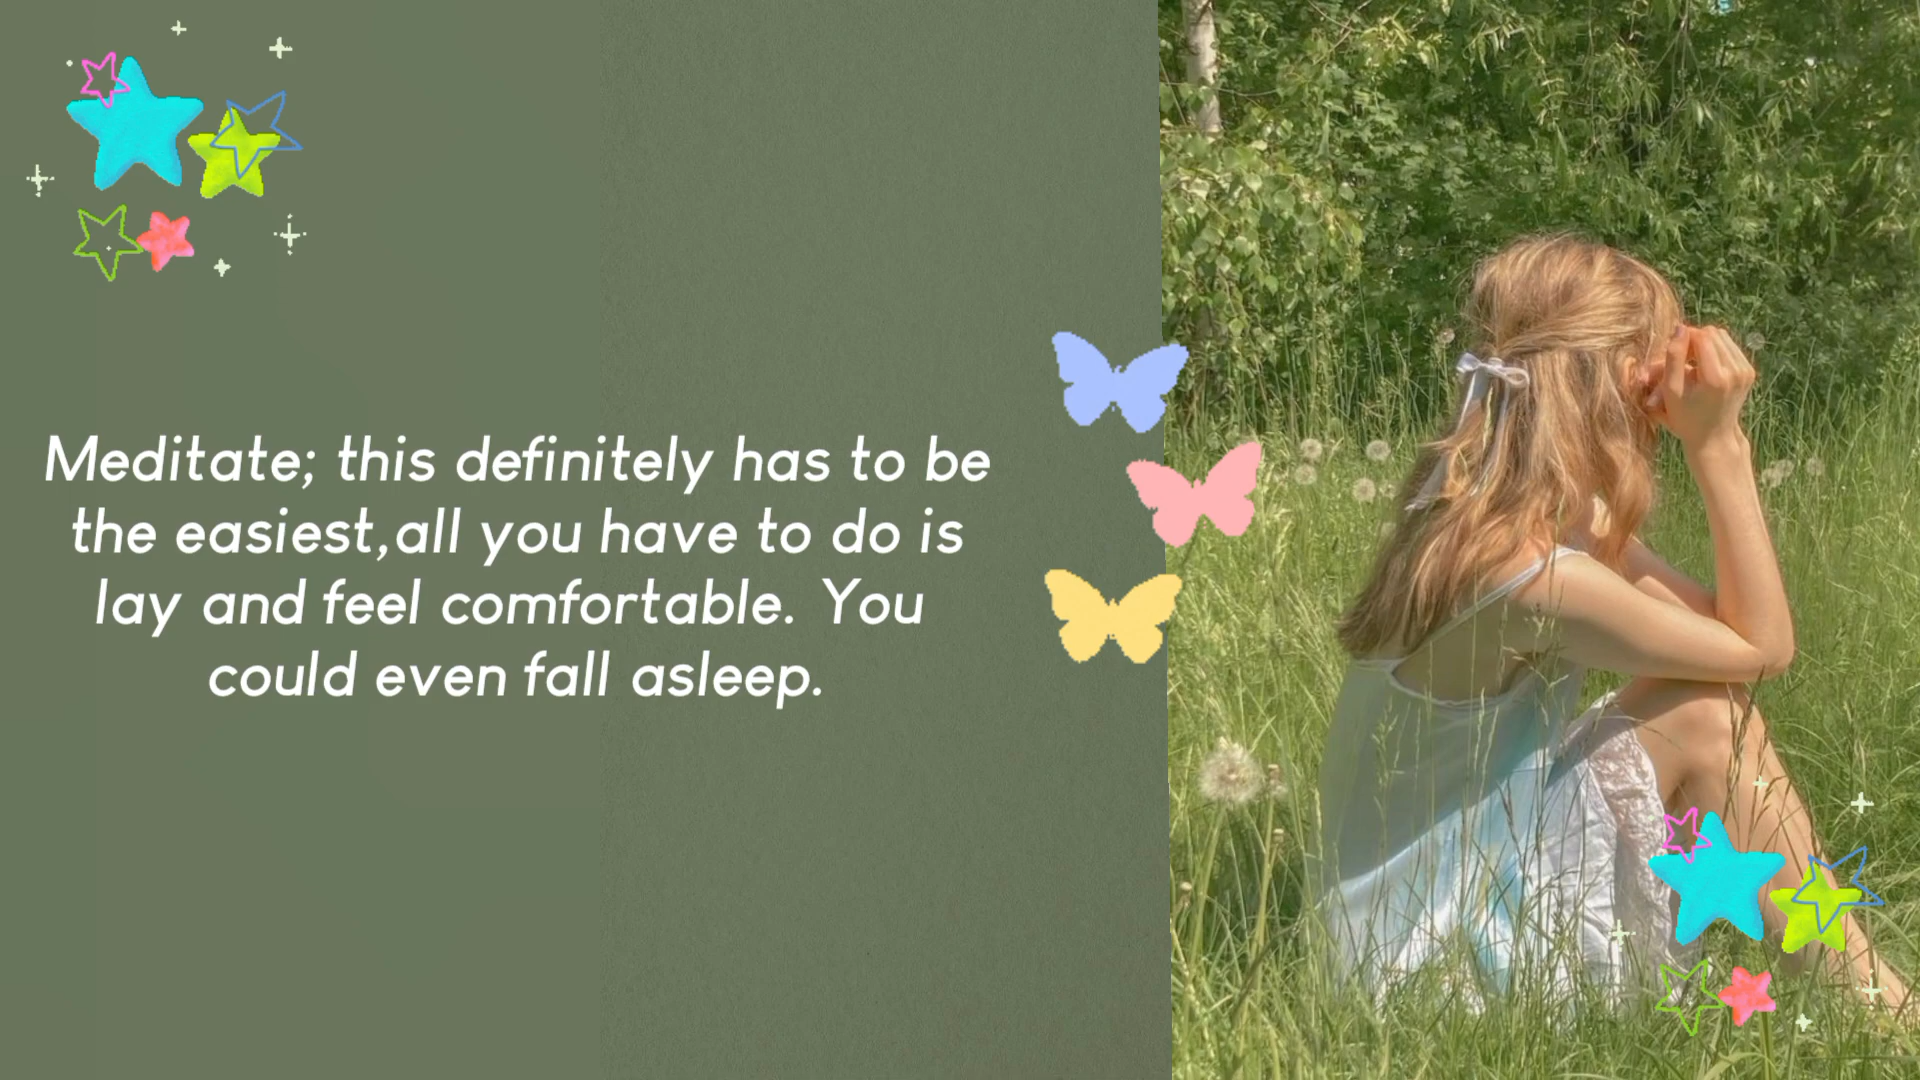 Meditate; this definitely has to be
the easiest,all you have to do is
lay and feel comfortable. You
could even fall asleep.